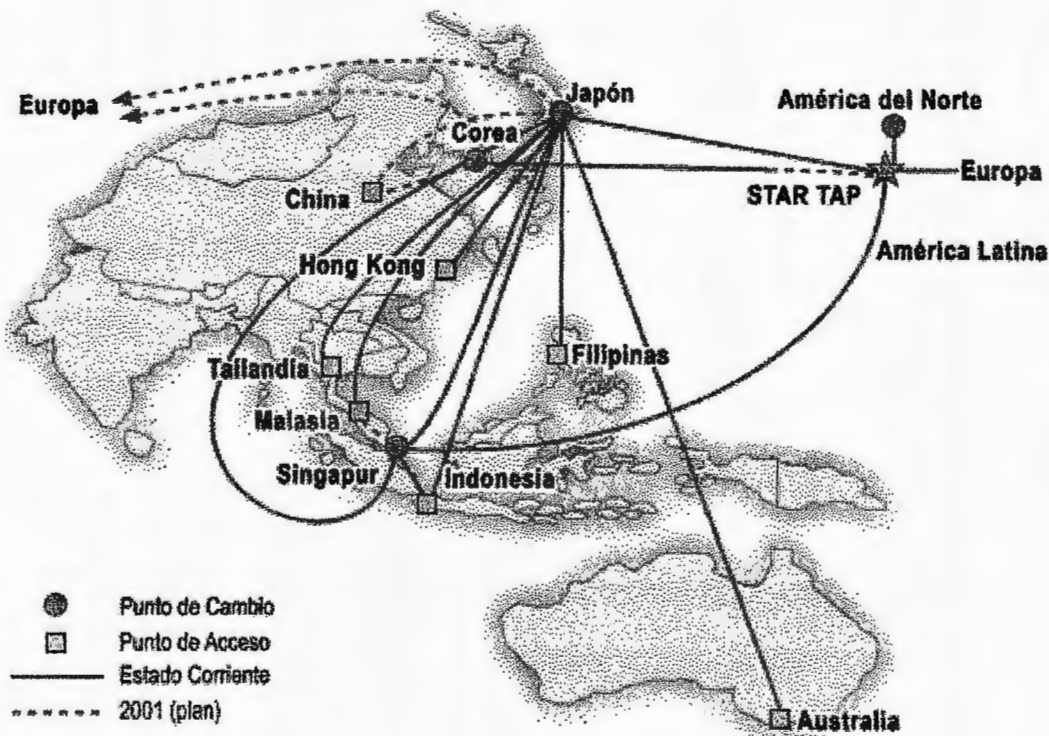 Japón
América del Norte
Europa
Corea
Europa
STAR TAP
China
América Latina
Hong Kong
Filipinas
Tailandia
Malasia
Singapur
Indonesia
Punto de Cambio
Punto de Acceso
Estado Corriente
2001 (plan)
Australia